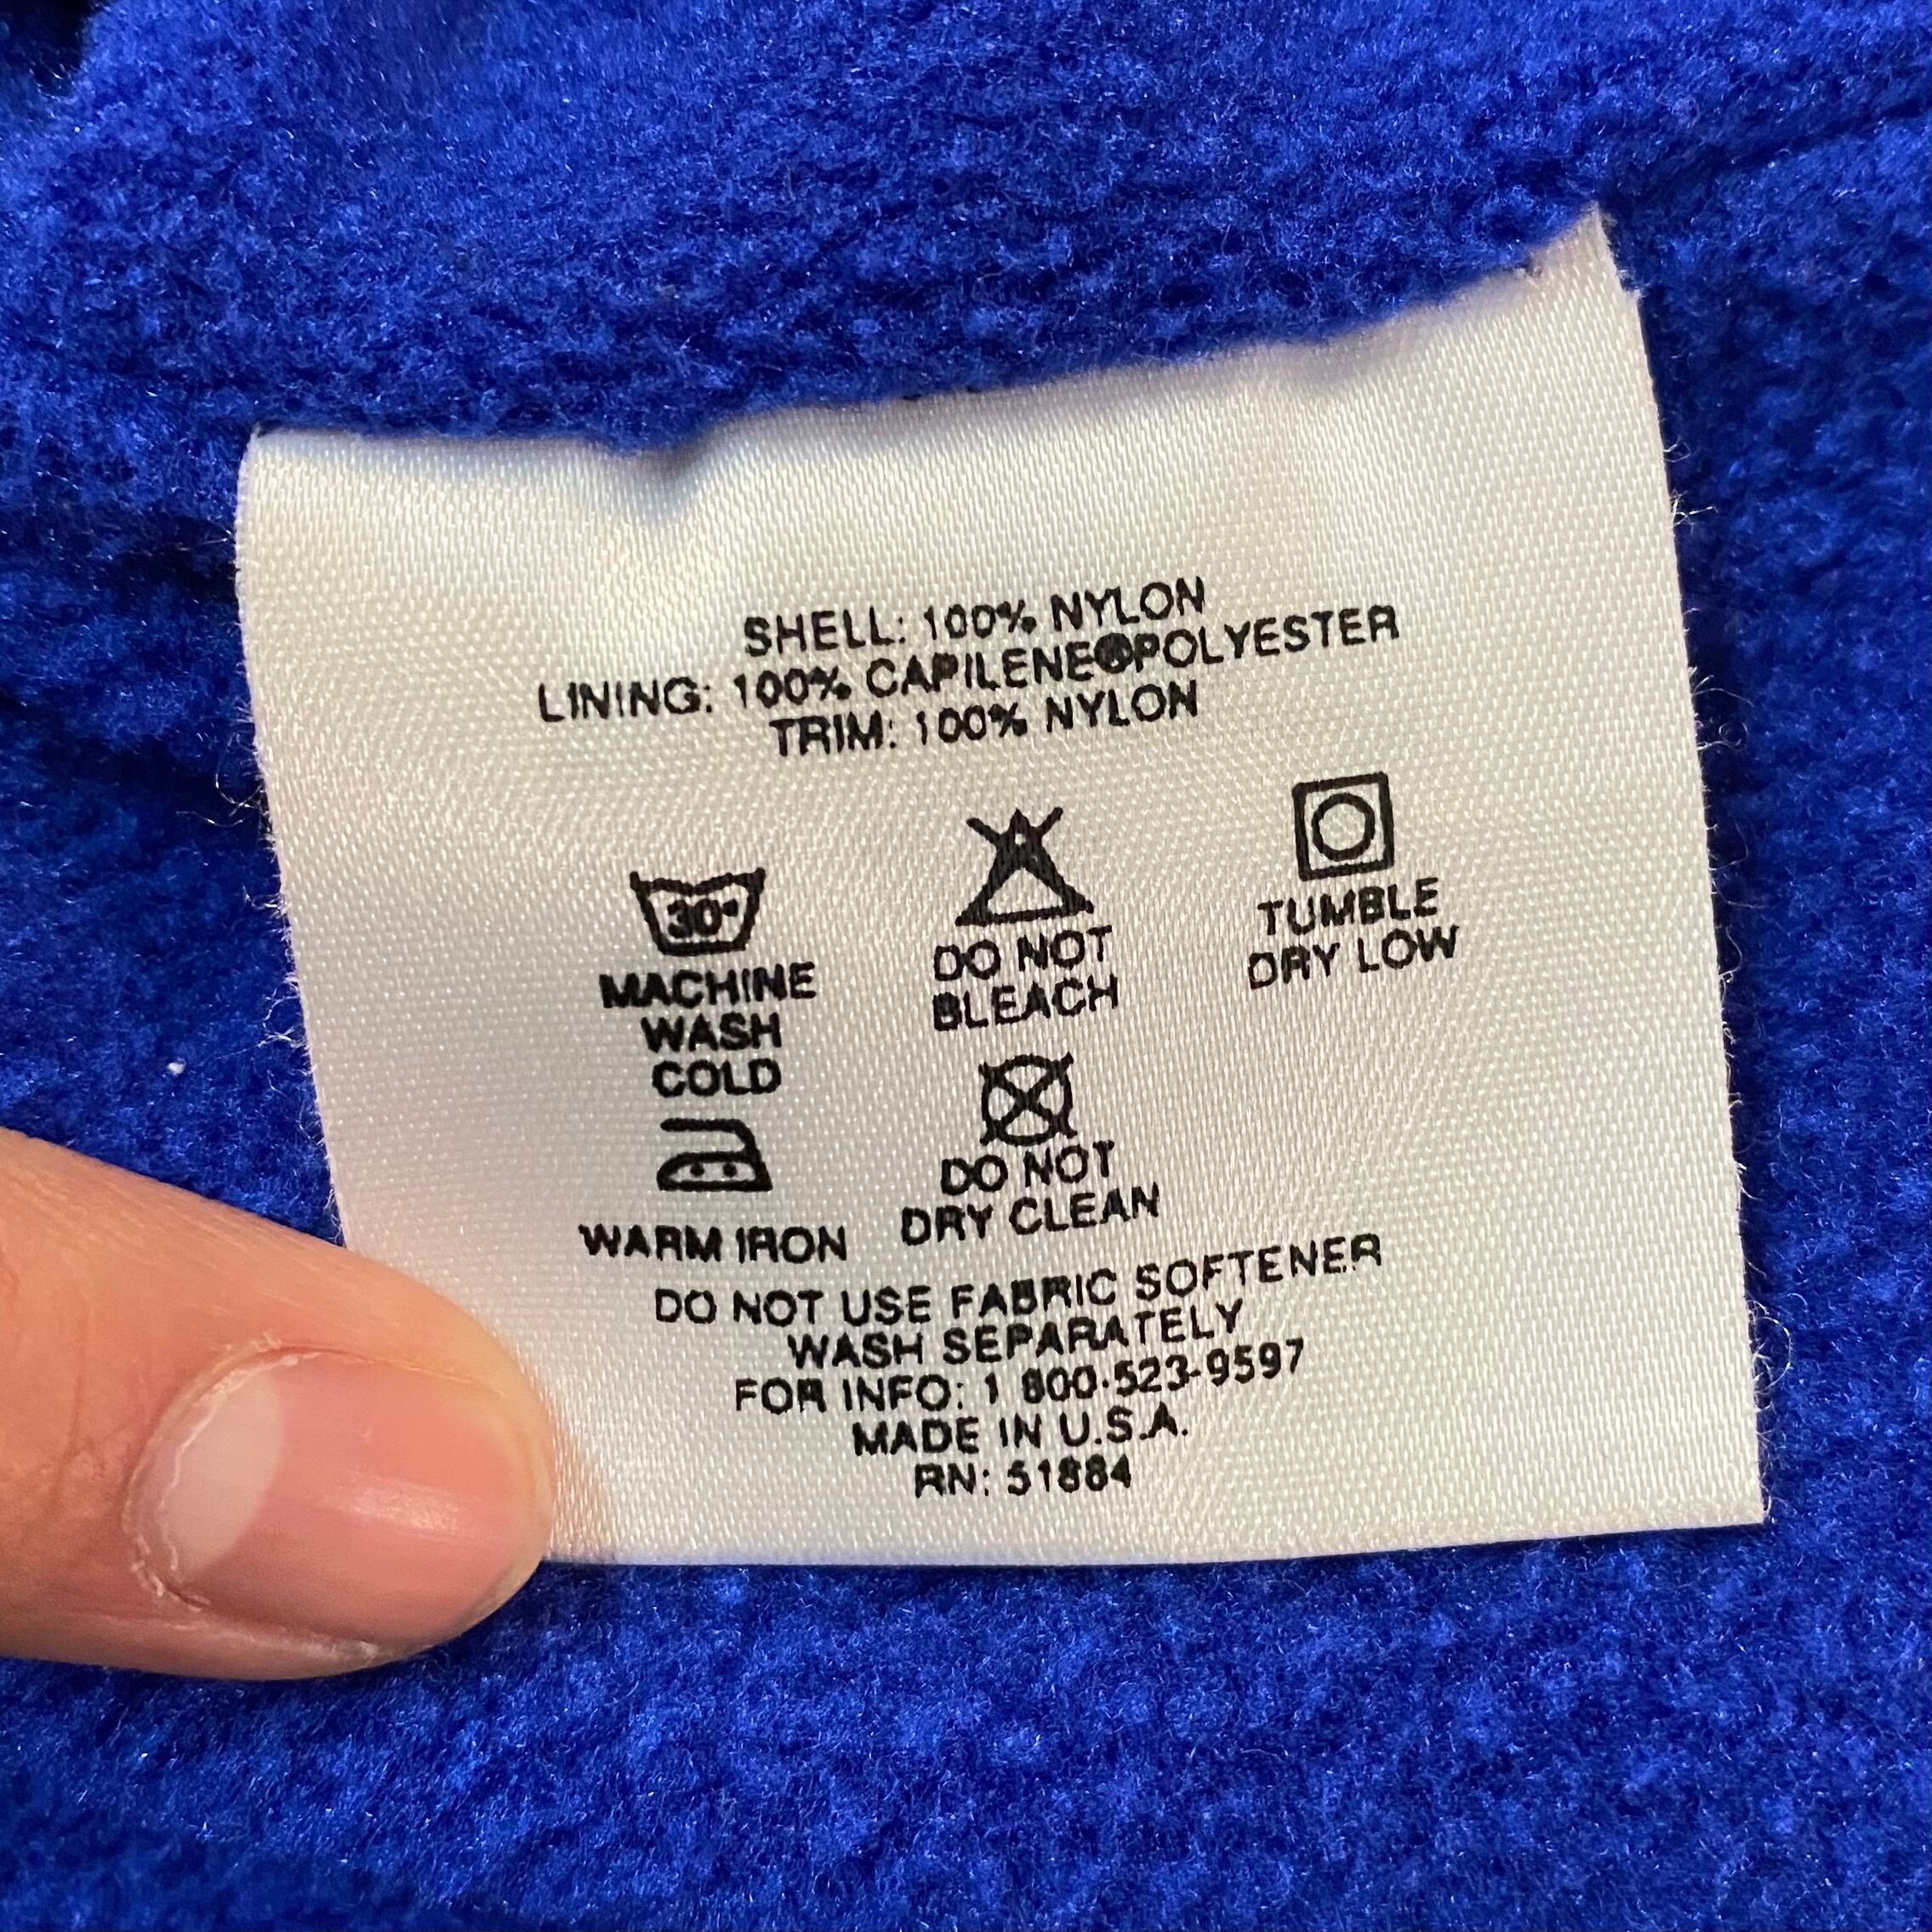 SHELL: 100% NYLON
LINING: 100% CAPILENE®POLYESTER
TRIM: 100% NYLON
30°
MACHINE
WASH
COLD
DO NOT
BLEACH
TUMBLE
DRY LOW
WARM IRON
DO NOT
DRY CLEAN
DO NOT USE FABRIC SOFTENER
WASH SEPARATELY
FOR INFO: 1 800-523-9597
MADE IN U.S.A.
RN: 51884